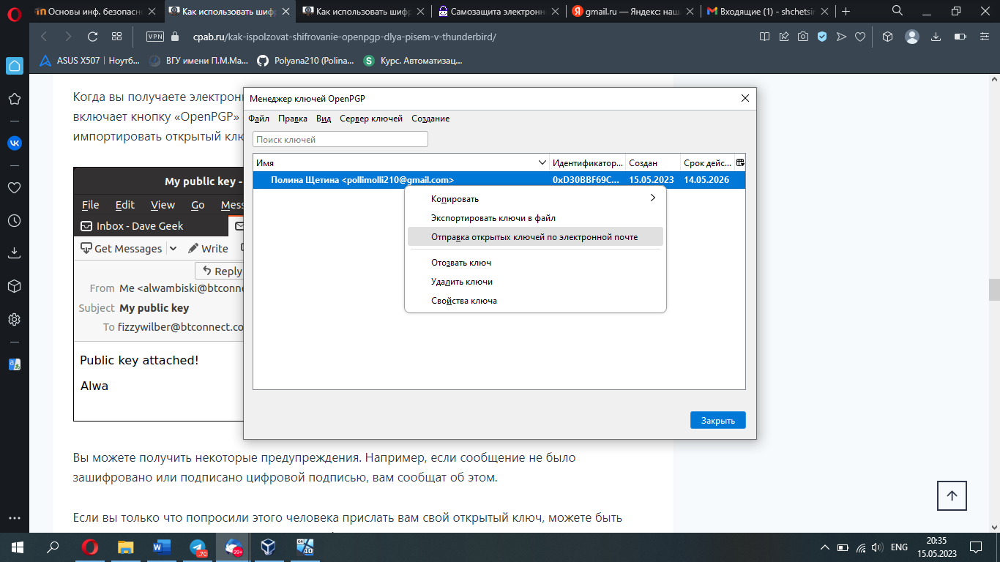 Основы инф. безопасно
Как использовать шифр
Как использовать шифр
Самозащита электронн
gmail.ru — Яндекс наш
Входящие (1) - shchetsin
VPN
cpab.ru/kak-ispolzovat-shifrovanie-openpgp-dlya-pisem-v-thunderbird/
ASUS X507 | Ноутб...
ВГУ имени П.М.Ма...
Polyana210 (Polina...
S
Курс. Автоматизац...
Когда вы получаете электронн
включает кнопку «OpenPGP»
импортировать открытый клю
My public key -
File Edit View Go Mess
Inbox - Dave Geek
Get Messages
Write
Reply
From Me <alwambiski@btconne
Subject My public key
To fizzywilber@btconnect.co
Public key attached!
Alwa
Менеджер ключей OpenPGP
Файл Правка Вид Сервер ключей Создание
Поиск ключей
Имя Идентификатор... Создан Срок дейс...
Полина Щетина <pollimolli210@gmail.com> 0xD30BBF69C... 15.05.2023 14.05.2026
Копировать
Экспортировать ключи в файл
Отправка открытых ключей по электронной почте
Отозвать ключ
Удалить ключи
Свойства ключа
Закрыть
Вы можете получить некоторые предупреждения. Например, если сообщение не было
зашифровано или подписано цифровой подписью, вам сообщат об этом.
Если вы только что попросили этого человека прислать вам свой открытый ключ, можете быть
.70
99+
64
10
ENG
20:35
15.05.2023